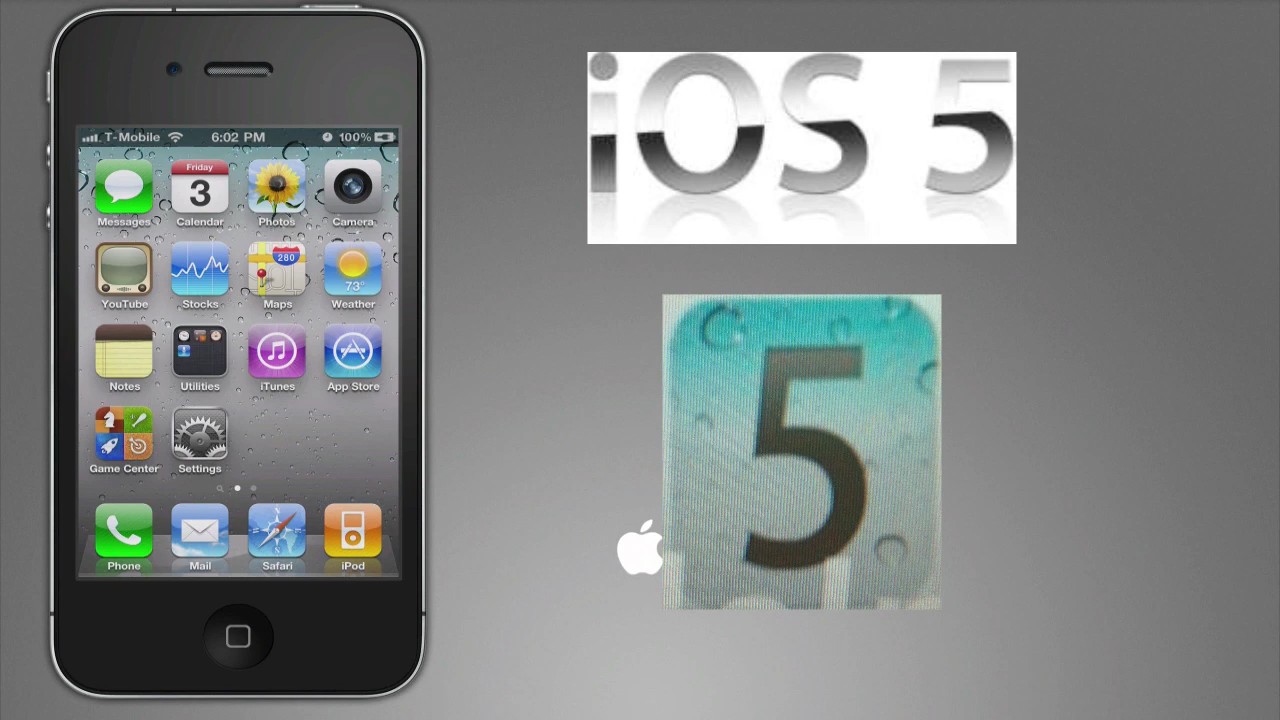 T-Mobile 6:02 PM 100%
Friday
3
Messages Calendar Photos Camera
280
73°
YouTube Stocks Maps Weather
Notes Utilities iTunes App Store
Game Center Settings
Phone Mail Safari iPod
iOS 5
5